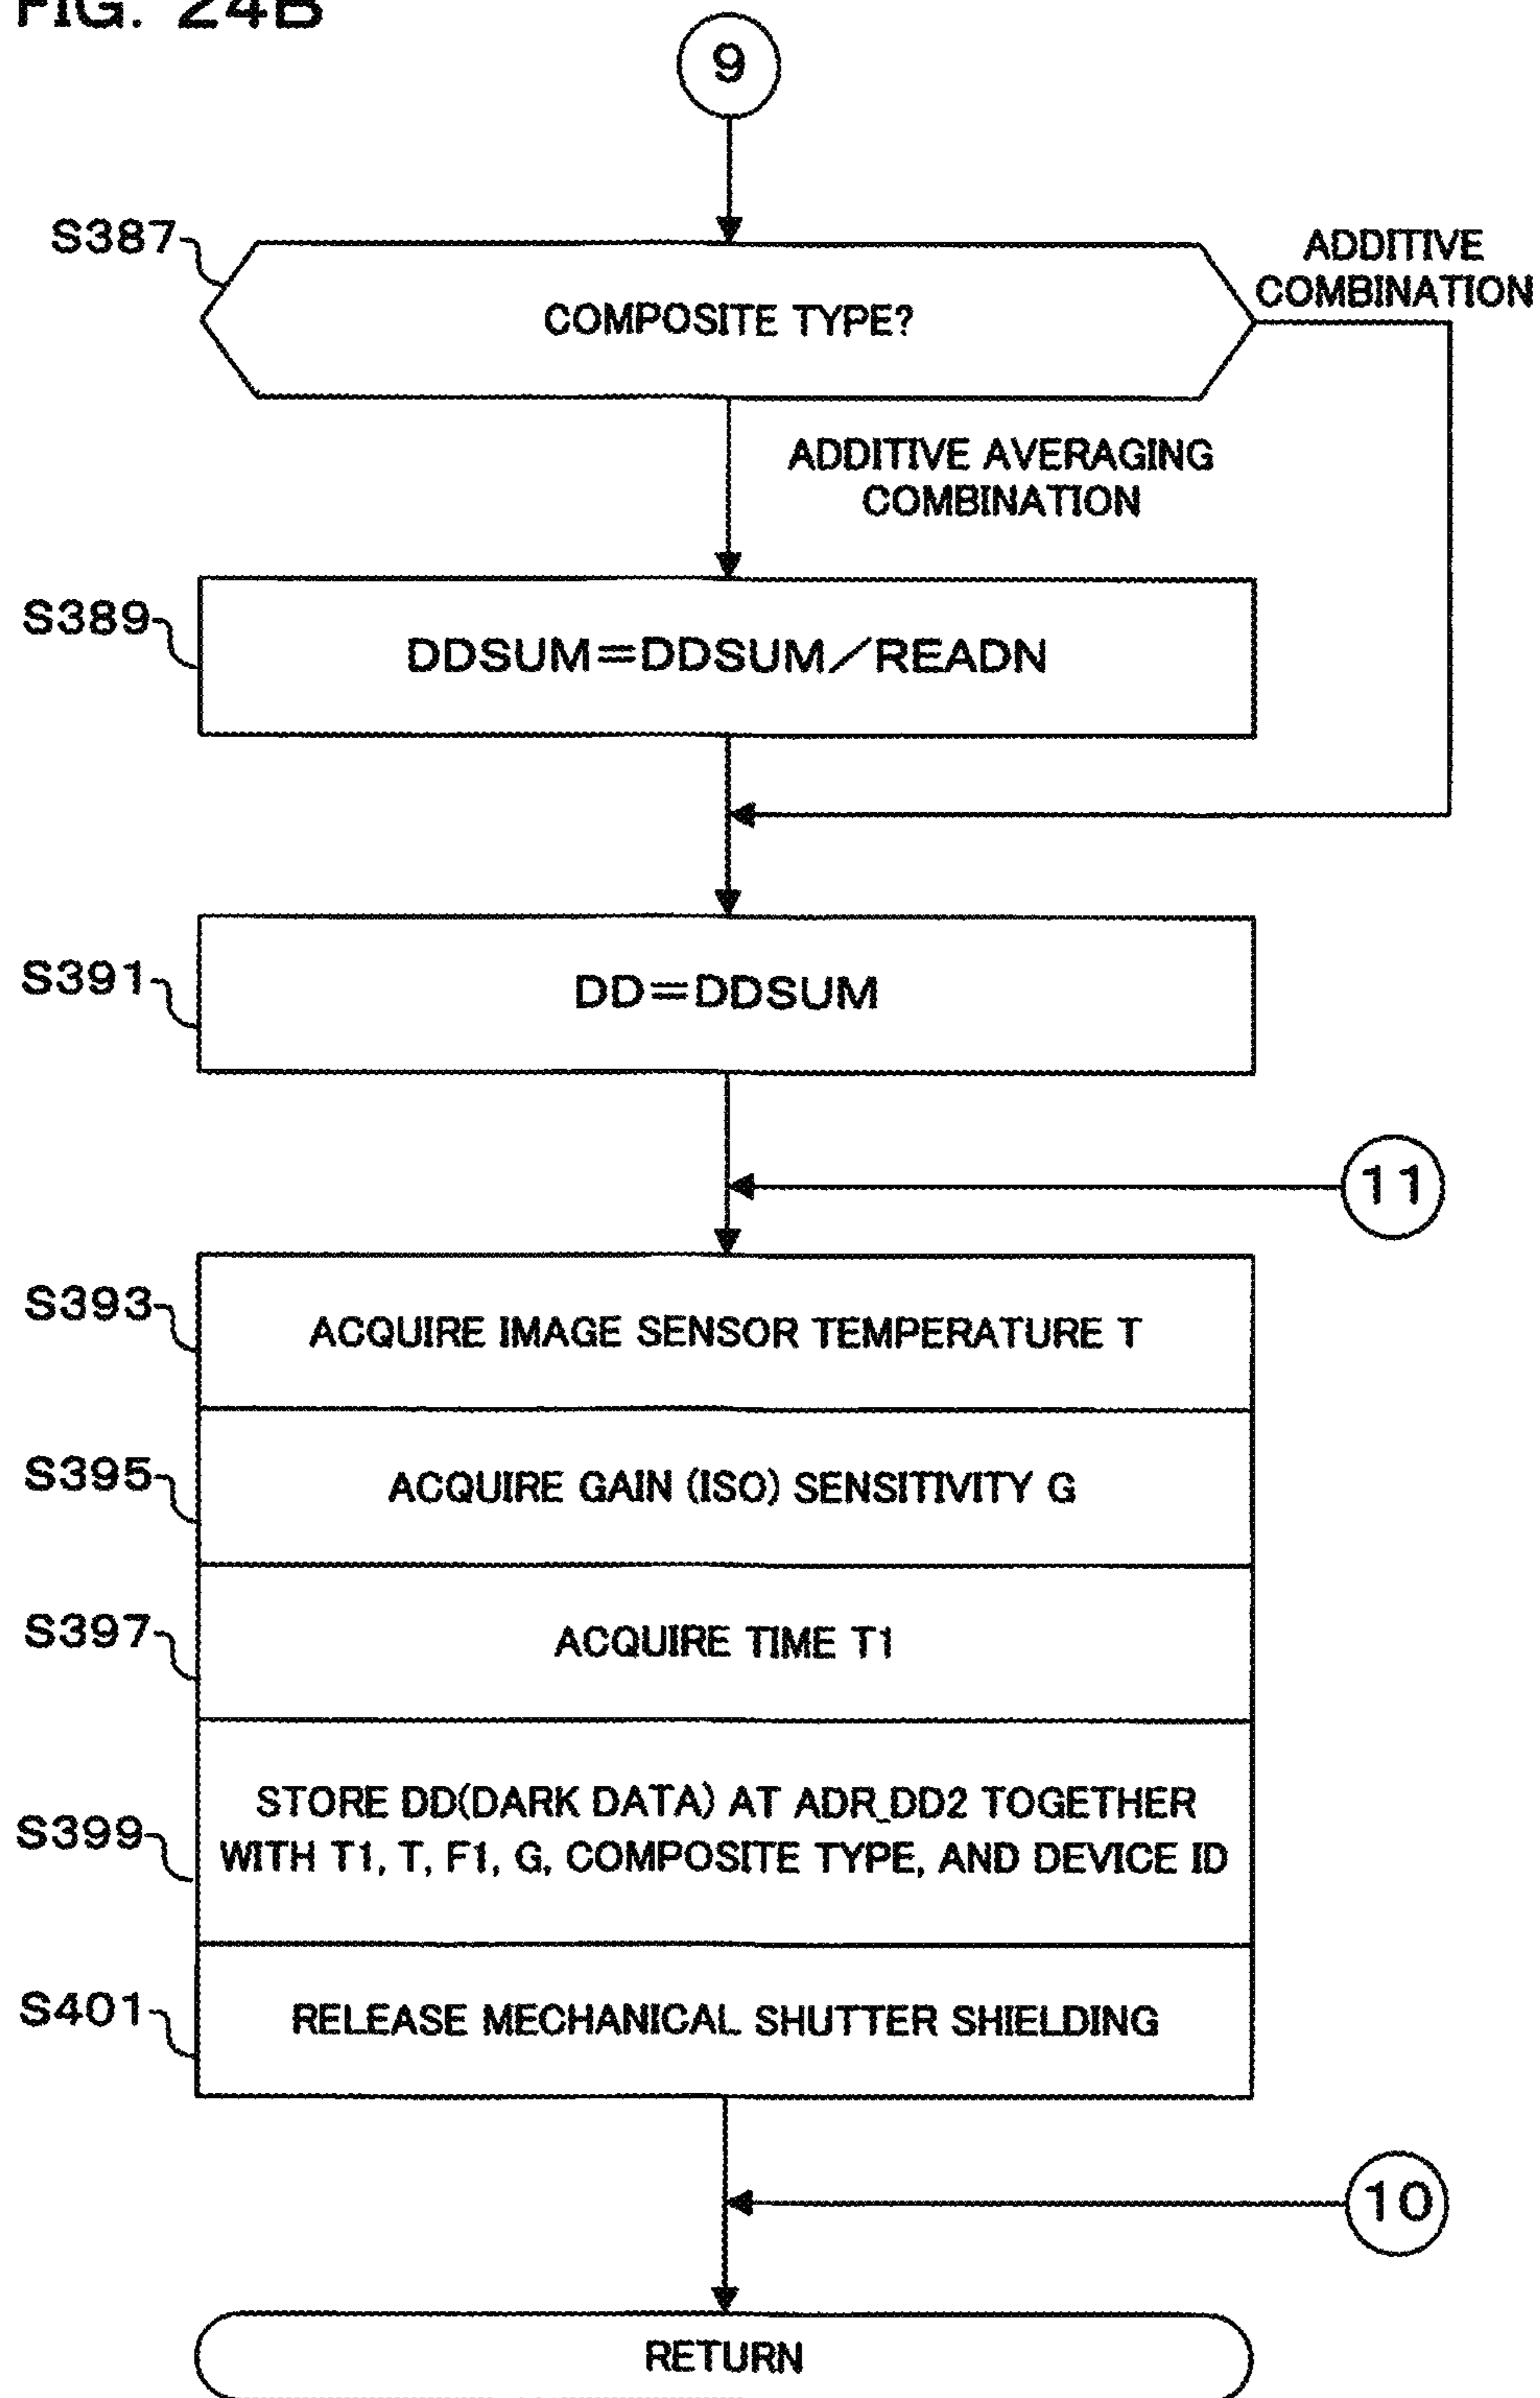 FIG. 24B
9
S387
COMPOSITE TYPE?
ADDITIVE
COMBINATION
ADDITIVE AVERAGING
COMBINATION
S389
DDSUM=DDSUM/READN
S391
DD=DDSUM
11
S393
ACQUIRE IMAGE SENSOR TEMPERATURE T
S395
ACQUIRE GAIN (ISO) SENSITIVITY G
S397
ACQUIRE TIME T1
S399
STORE DD(DARK DATA) AT ADR_DD2 TOGETHER
WITH T1, T, F1, G, COMPOSITE TYPE, AND DEVICE ID
S401
RELEASE MECHANICAL SHUTTER SHIELDING
10
RETURN